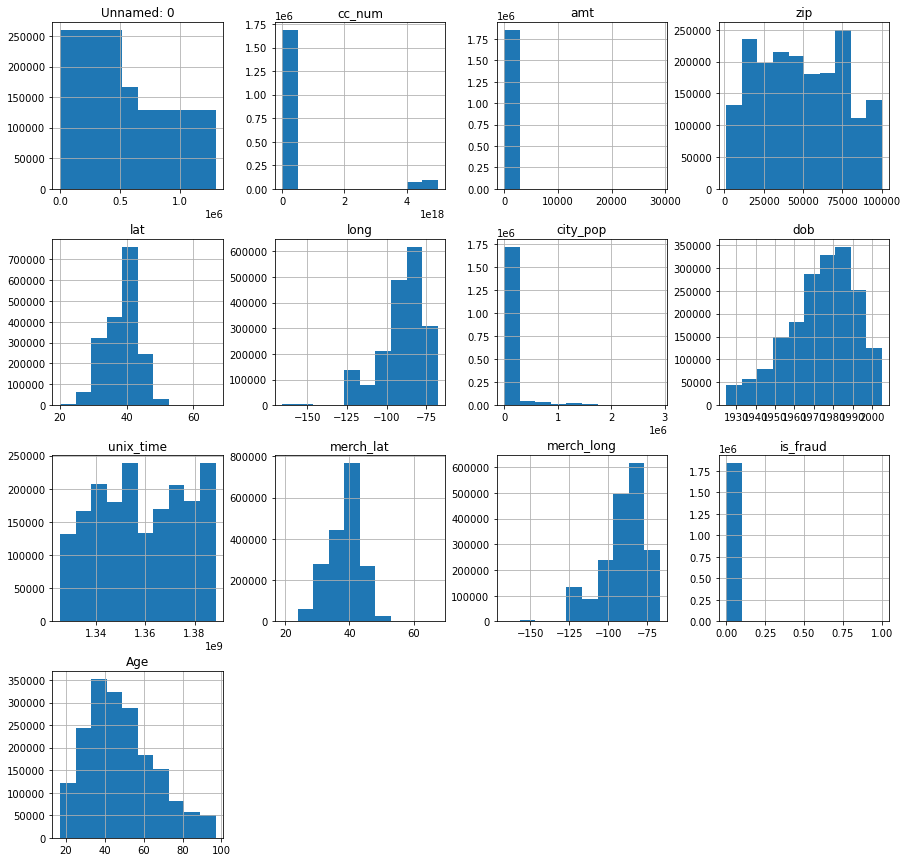 Unnamed: 0
250000
200000
150000
100000
50000
0
0.0 0.5 1.0
1e6
cc_num
1e6
1.75
1.50
1.25
1.00
0.75
0.50
0.25
0.00
0 2 4
1e18
amt
1e6
1.75
1.50
1.25
1.00
0.75
0.50
0.25
0.00
0 10000 20000 30000
zip
250000
200000
150000
100000
50000
0
0 25000 50000 75000 100000
lat
700000
600000
500000
400000
300000
200000
100000
0
20 40 60
long
600000
500000
400000
300000
200000
100000
0
−150 −125 −100 −75
city_pop
1e6
1.75
1.50
1.25
1.00
0.75
0.50
0.25
0.00
0 1 2 3
1e6
dob
350000
300000
250000
200000
150000
100000
50000
0
1930 1940 1950 1960 1970 1980 1990 2000
unix_time
250000
200000
150000
100000
50000
0
1.34 1.36 1.38
1e9
merch_lat
800000
600000
400000
200000
0
20 40 60
merch_long
600000
500000
400000
300000
200000
100000
0
−150 −125 −100 −75
is_fraud
1e6
1.75
1.50
1.25
1.00
0.75
0.50
0.25
0.00
0.00 0.25 0.50 0.75 1.00
Age
350000
300000
250000
200000
150000
100000
50000
0
20 40 60 80 100